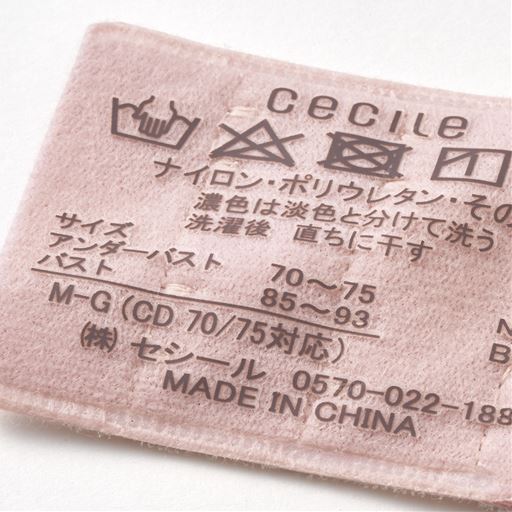 cecile
ナイロン・ポリウレタン・その
濃色は淡色と分けて洗う
洗濯後 直ちに干す
サイズ
アンダーバスト 70～75
バスト 85～93
M-G(CD 70/75対応)
㈱ セシール 0570-022-188
MADE IN CHINA
N
B